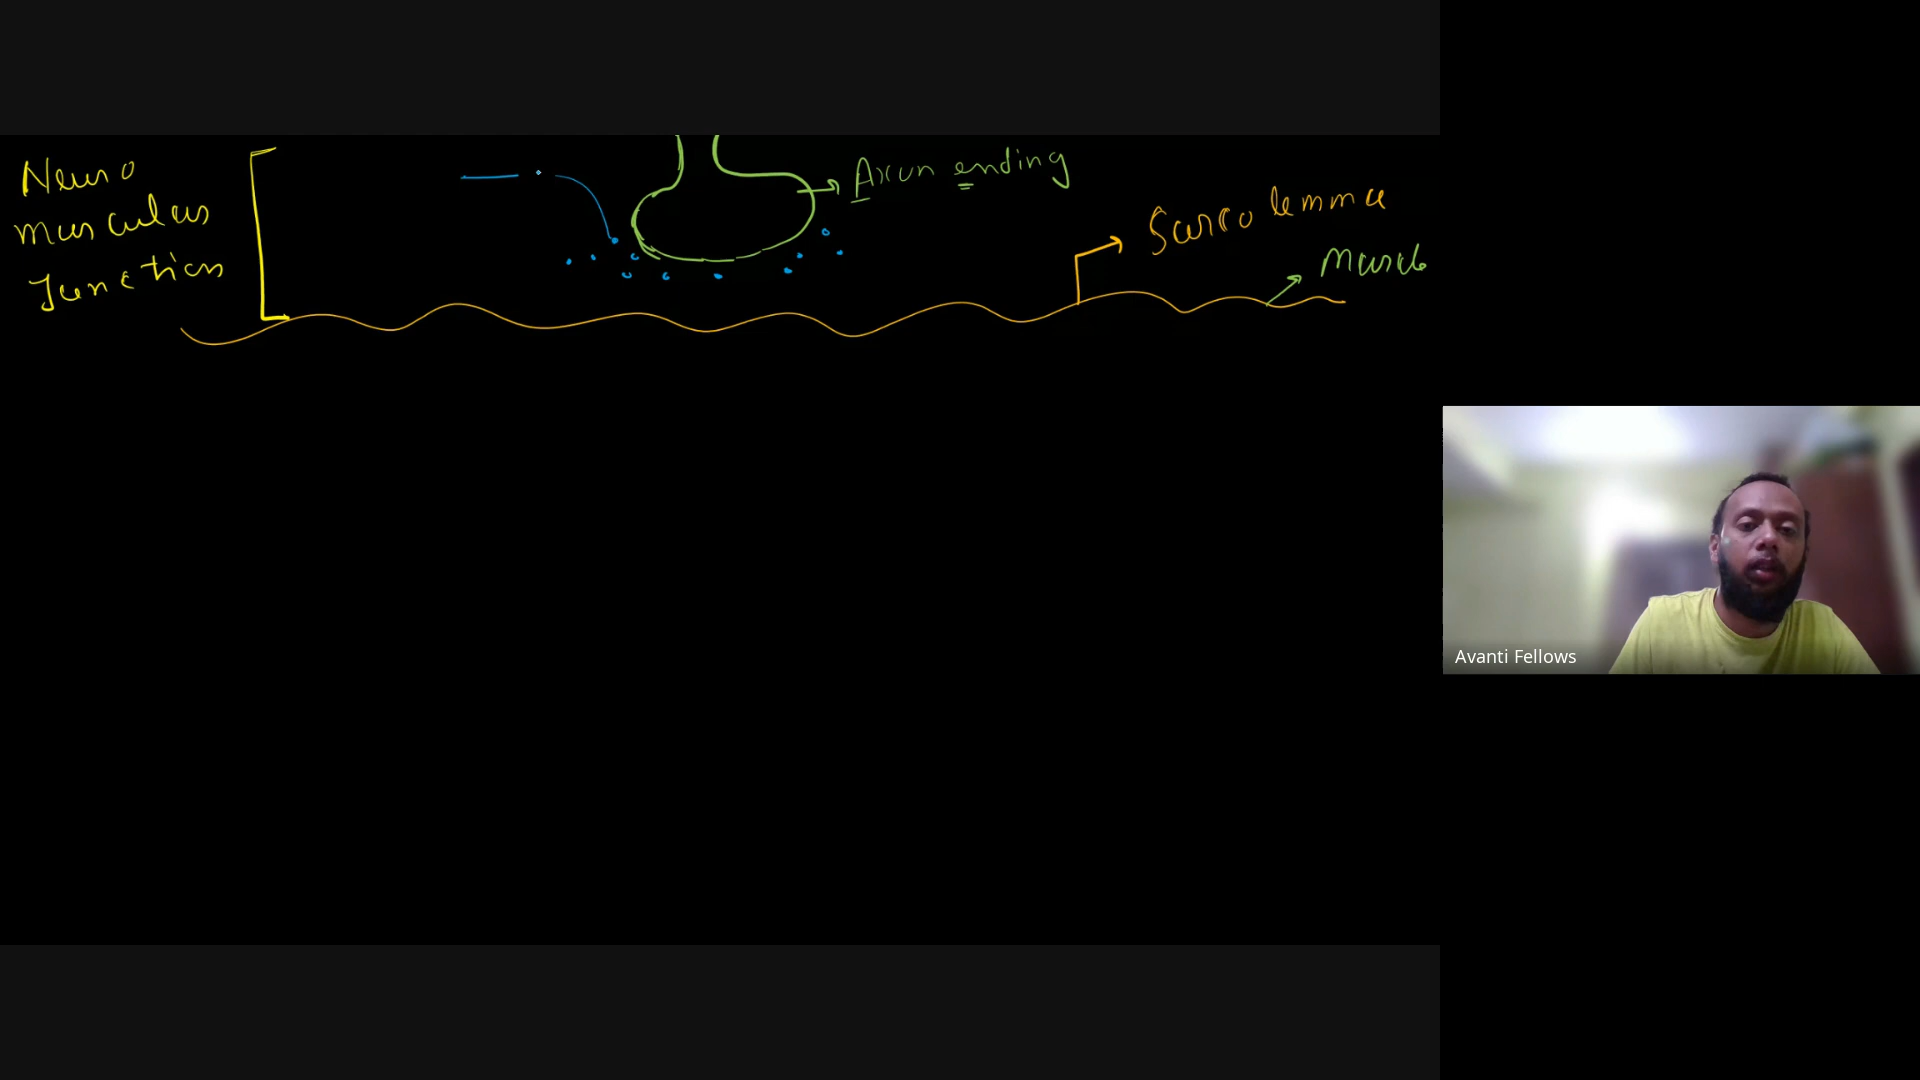 Neuro
muscular
Junction
Axon ending
Sarcolemma
Muscle
Avanti Fellows